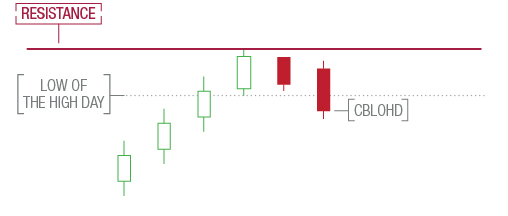 RESISTANCE
LOW OF
THE HIGH DAY
CBLOHD